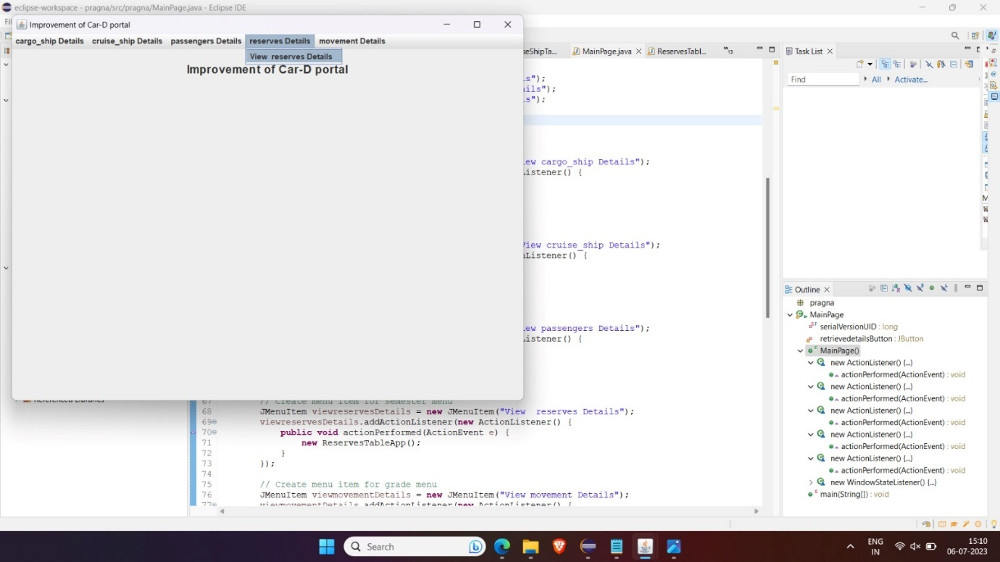 eclipse-workspace - pragna/src/pragna/MainPage.java - Eclipse IDE
Improvement of Car-D portal
cargo_ship Details cruise_ship Details passengers Details reserves Details movement Details
View reserves Details
Improvement of Car-D portal
MainPage.java
ReservesTabl...
13
Task List
Find
All
Activate...
s");
ils");
s");
ew cargo_ship Details");
istener() {
iew cruise_ship Details");
Listener() {
ew passengers Details");
istener() {
67 // Create menu item for semester menu
68 JMenuItem viewreservesDetails = new JMenuItem("View  reserves Details");
69 viewreservesDetails.addActionListener(new ActionListener() {
70 public void actionPerformed(ActionEvent e) {
71 new ReservesTableApp();
72 }
73 });
74
75 // Create menu item for grade menu
76 JMenuItem viewmovementDetails = new JMenuItem("View movement Details");
77 viewmovementDetails.addActionListener(new ActionListener() {
Referenced Libraries
Outline
pragna
MainPage
serialVersionUID : long
retrievedetailsButton : JButton
MainPage()
new ActionListener() {...}
actionPerformed(ActionEvent) : void
new ActionListener() {...}
actionPerformed(ActionEvent) : void
new ActionListener() {...}
actionPerformed(ActionEvent) : void
new ActionListener() {...}
actionPerformed(ActionEvent) : void
new ActionListener() {...}
actionPerformed(ActionEvent) : void
new WindowStateListener() {...}
main(String[]) : void
Search
ENG
IN
15:10
06-07-2023